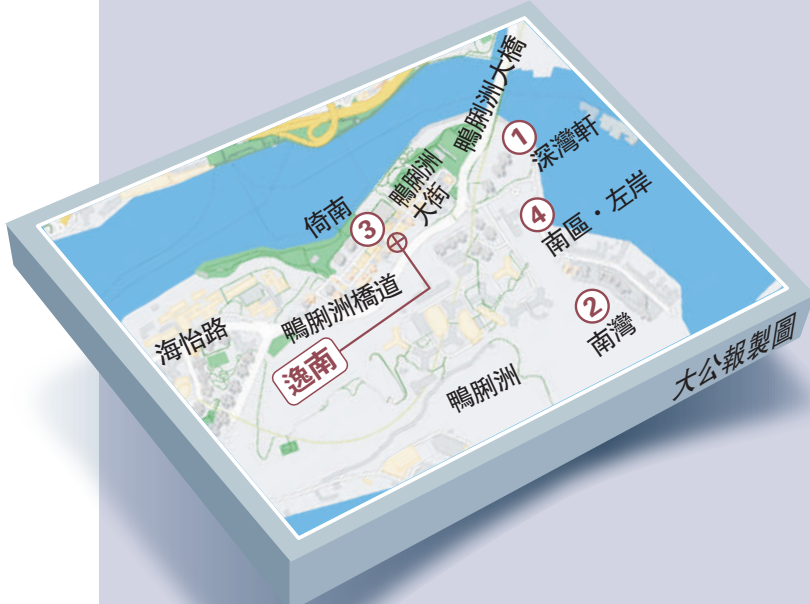 鴨脷洲大橋
①
深灣軒
鴨脷洲
大街
倚南
③
④
南區·左岸
②
南灣
鴨脷洲橋道
海怡路
逸南
鴨脷洲
大公報製圖